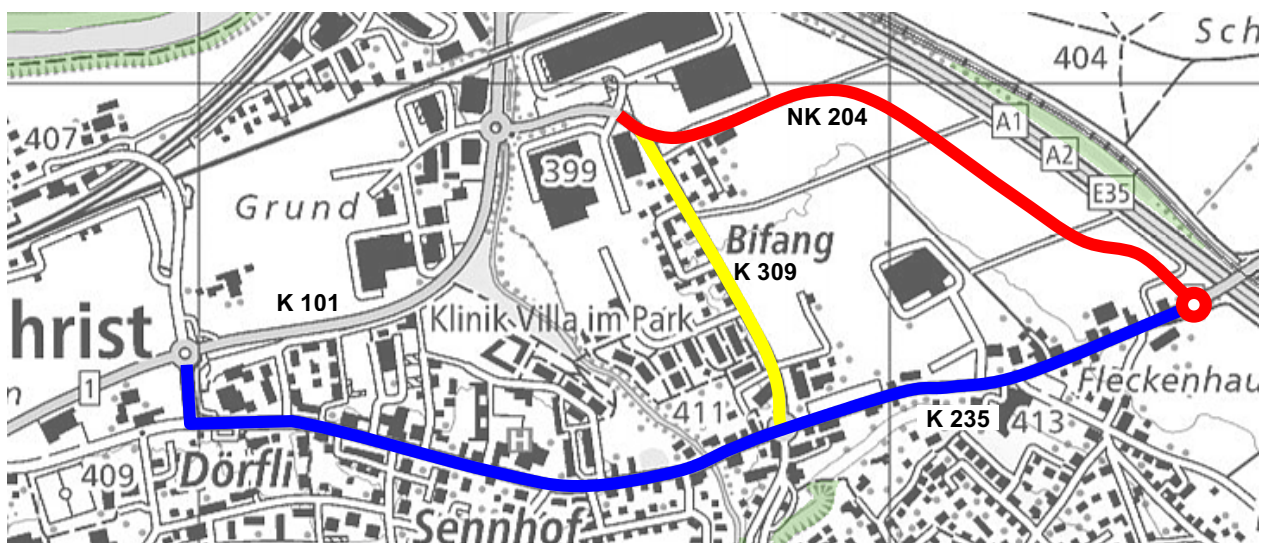 Sch
404
407
A1
NK 204
A2
399
E35
Grund
Bifang
K 309
K 101
Klinik Villa im Park
hrist
1
n
Fleckenhau
411
K 235
413
H
409
Dörfli
Sennhof